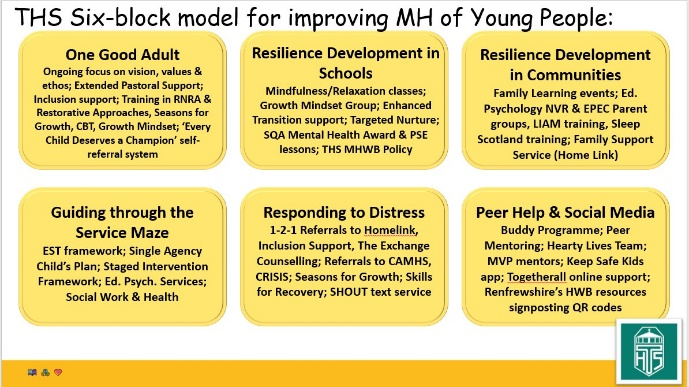 THS Six-block model for improving MH of Young People:
One Good Adult
Ongoing focus on vision, values &
ethos; Extended Pastoral Support;
Inclusion support; Training in RNRA &
Restorative Approaches, Seasons for
Growth, CBT, Growth Mindset; ‘Every
Child Deserves a Champion’ self-
referral system
Resilience Development in
Schools
Mindfulness/Relaxation classes;
Growth Mindset Group; Enhanced
Transition support; Targeted Nurture;
SQA Mental Health Award & PSE
lessons; THS MHWB Policy
Resilience Development
in Communities
Family Learning events; Ed.
Psychology NVR & EPEC Parent
groups, LIAM training, Sleep
Scotland training; Family Support
Service (Home Link)
Guiding through the
Service Maze
EST framework; Single Agency
Child’s Plan; Staged Intervention
Framework; Ed. Psych. Services;
Social Work & Health
Responding to Distress
1-2-1 Referrals to Homelink,
Inclusion Support, The Exchange
Counselling; Referrals to CAMHS,
CRISIS; Seasons for Growth; Skills
for Recovery; SHOUT text service
Peer Help & Social Media
Buddy Programme; Peer
Mentoring; Hearty Lives Team;
MVP mentors; Keep Safe Kids
app; Togetherall online support;
Renfrewshire’s HWB resources
signposting QR codes
THS